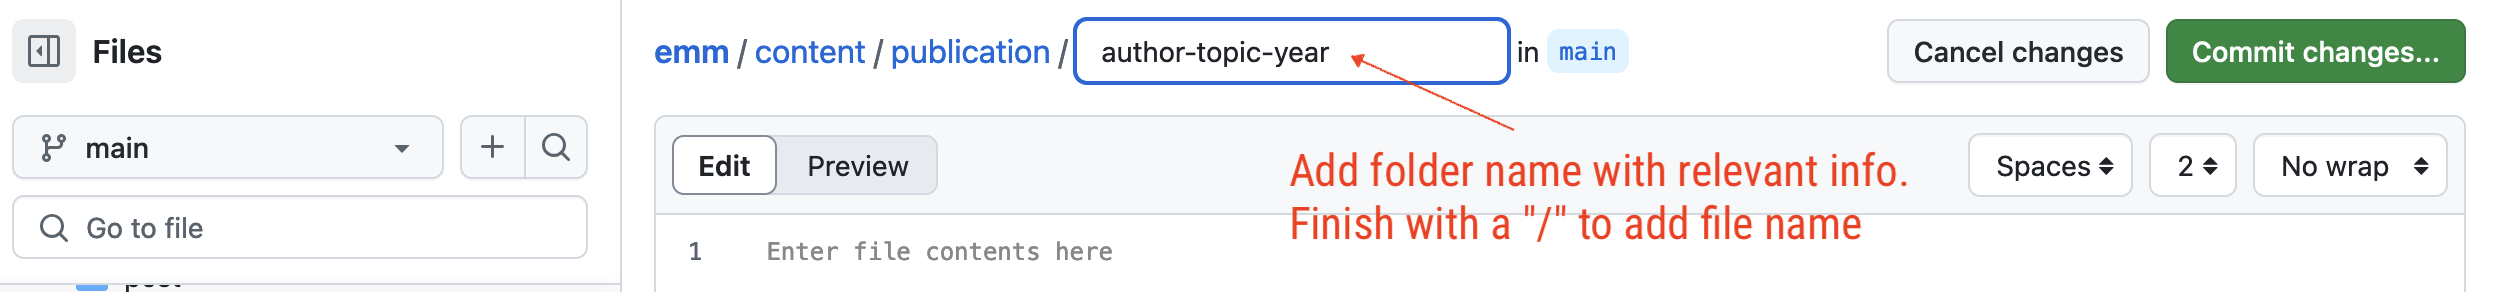 Files
emm / content / publication / author-topic-year in main
Cancel changes
Commit changes...
main
Edit
Preview
Add folder name with relevant info.
Finish with a "/" to add file name
Spaces
2
No wrap
Go to file
1 Enter file contents here